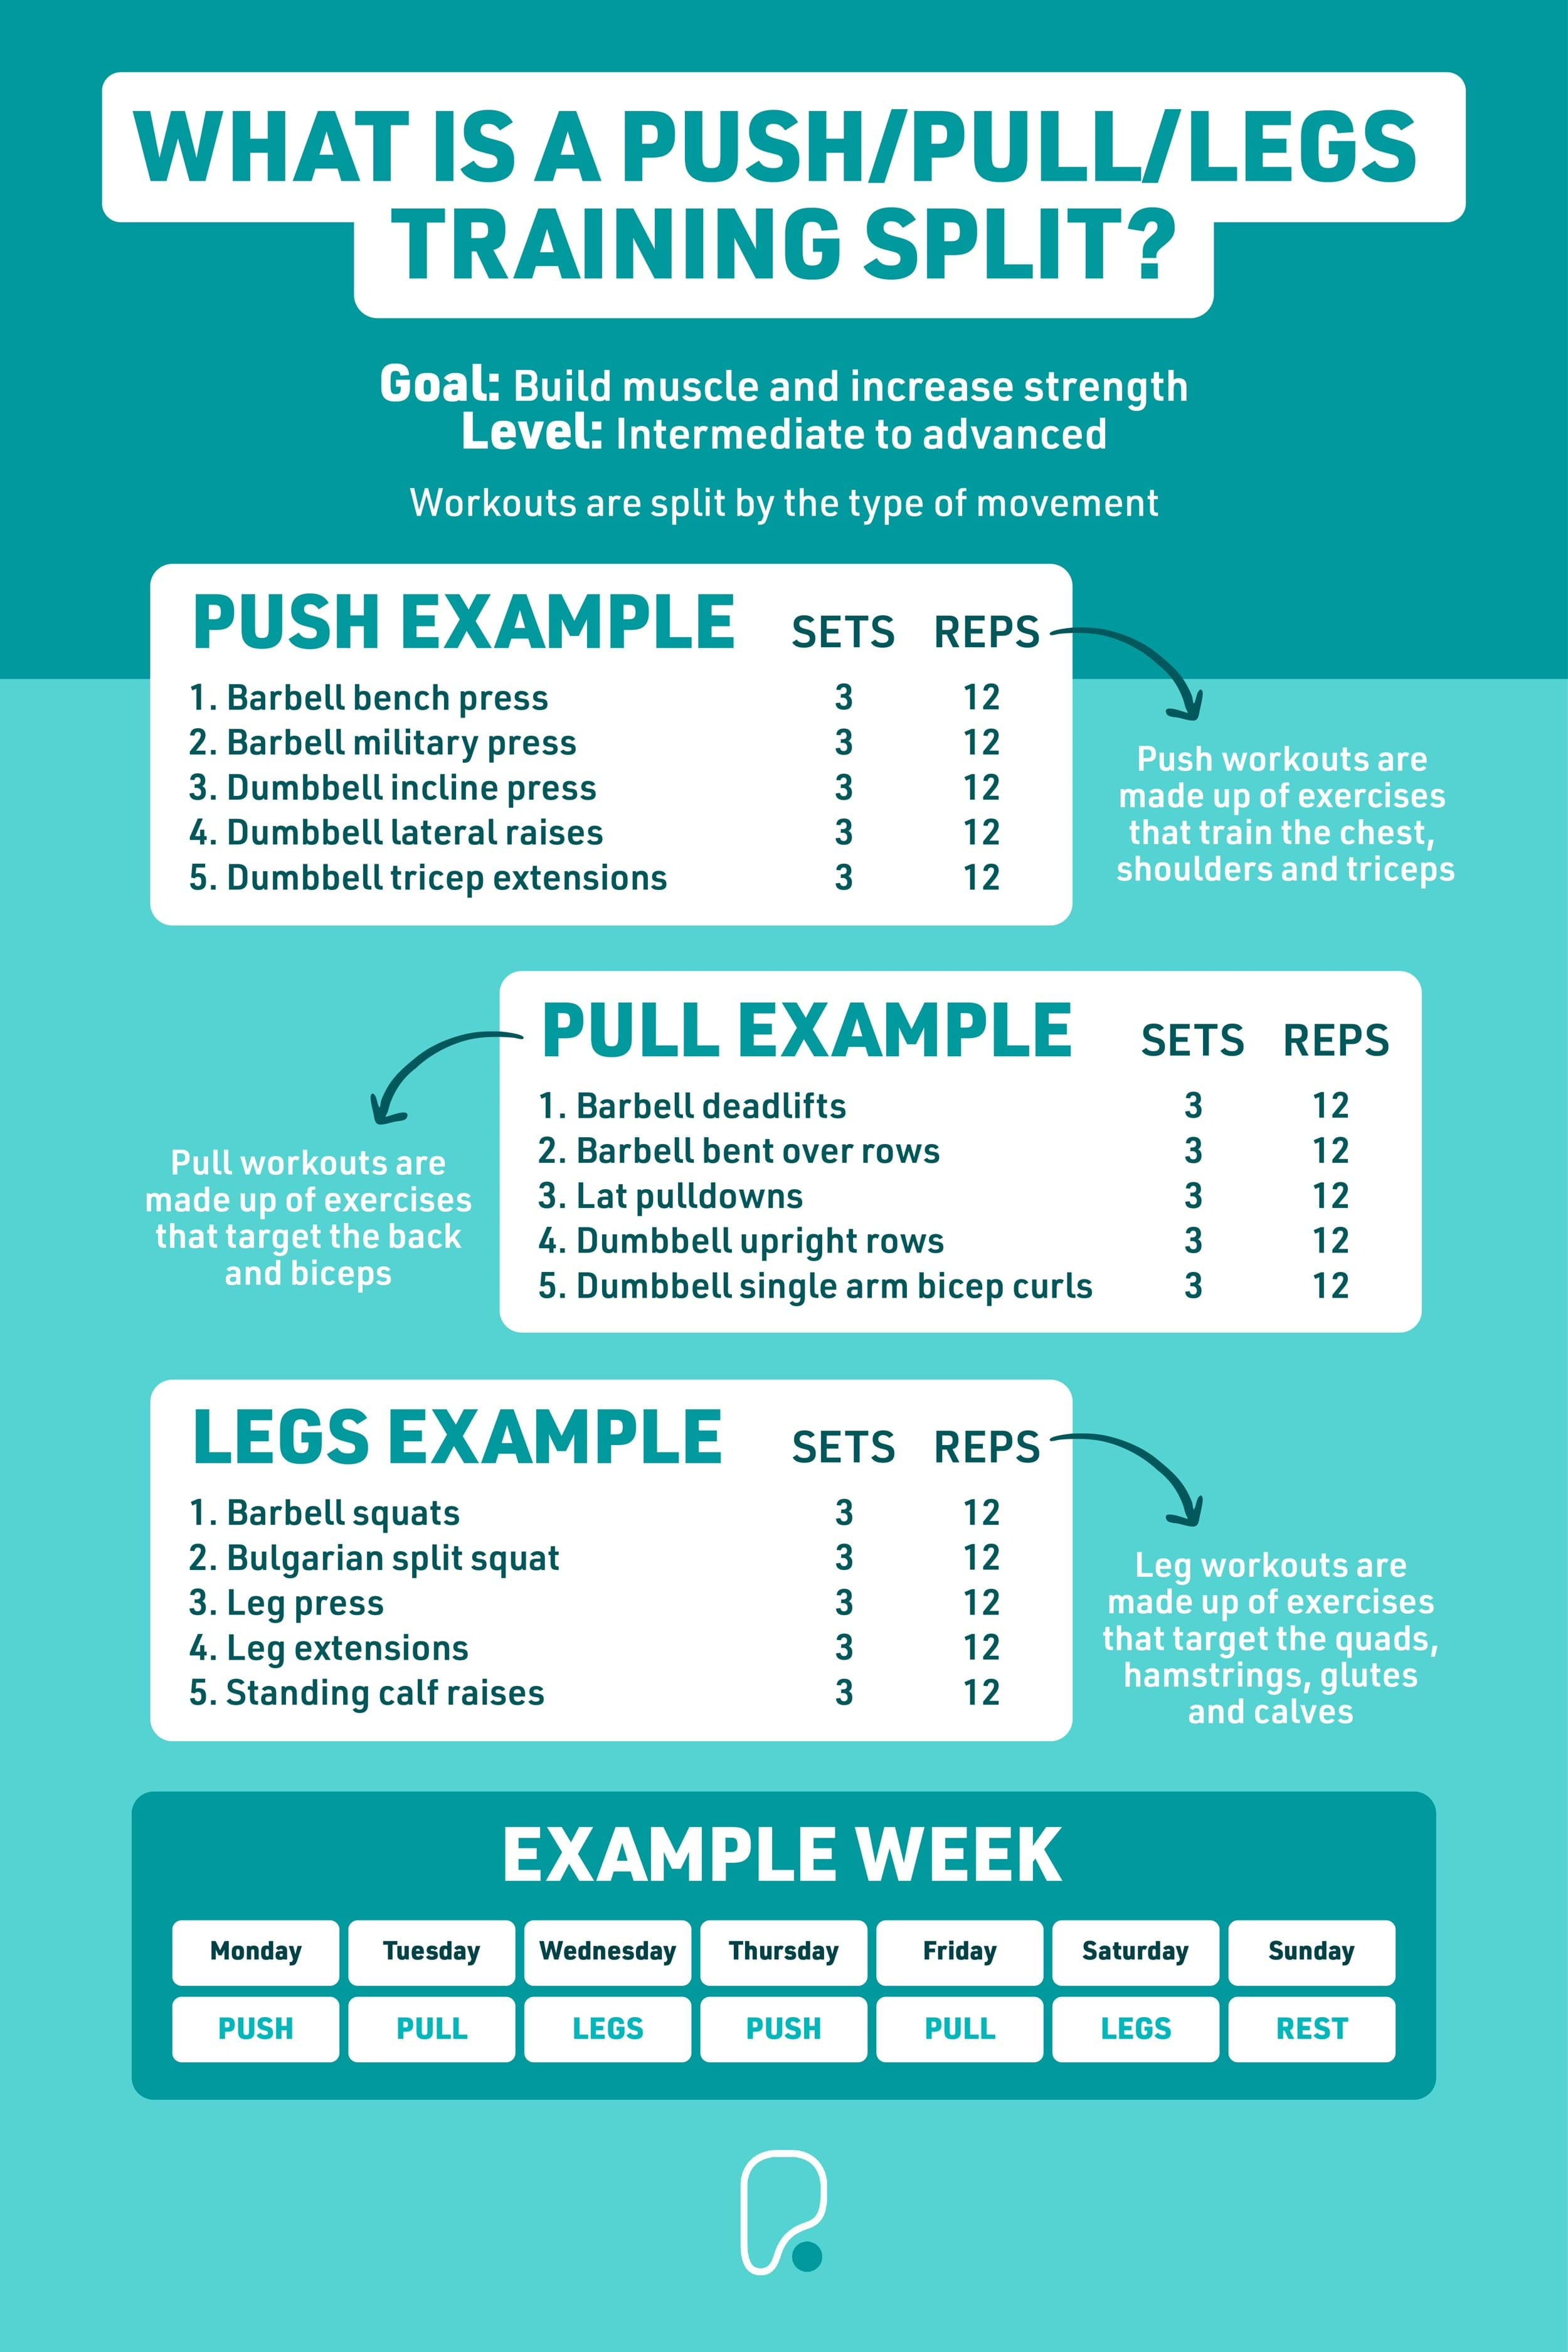 WHAT IS A PUSH/PULL/LEGS
TRAINING SPLIT?
Goal: Build muscle and increase strength
Level: Intermediate to advanced
Workouts are split by the type of movement
PUSH EXAMPLE SETS REPS
1. Barbell bench press 3 12
2. Barbell military press 3 12
3. Dumbbell incline press 3 12
4. Dumbbell lateral raises 3 12
5. Dumbbell tricep extensions 3 12
Push workouts are
made up of exercises
that train the chest,
shoulders and triceps
PULL EXAMPLE SETS REPS
1. Barbell deadlifts 3 12
2. Barbell bent over rows 3 12
3. Lat pulldowns 3 12
4. Dumbbell upright rows 3 12
5. Dumbbell single arm bicep curls 3 12
Pull workouts are
made up of exercises
that target the back
and biceps
LEGS EXAMPLE SETS REPS
1. Barbell squats 3 12
2. Bulgarian split squat 3 12
3. Leg press 3 12
4. Leg extensions 3 12
5. Standing calf raises 3 12
Leg workouts are
made up of exercises
that target the quads,
hamstrings, glutes
and calves
EXAMPLE WEEK
Monday Tuesday Wednesday Thursday Friday Saturday Sunday
PUSH PULL LEGS PUSH PULL LEGS REST